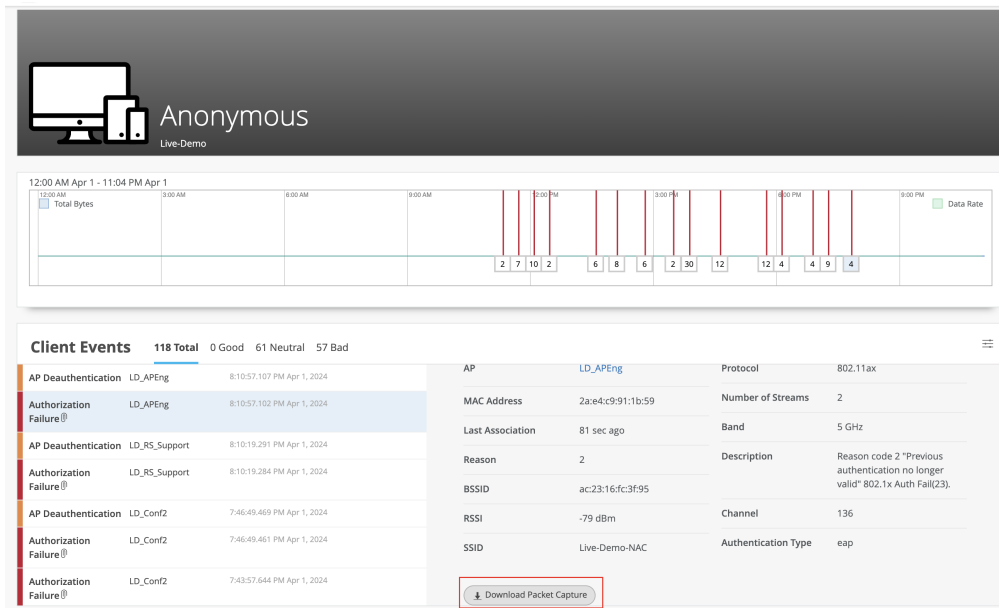 Anonymous
Live-Demo
12:00 AM Apr 1 - 11:04 PM Apr 1
12:00 AM 3:00 AM 6:00 AM 9:00 AM 12:00 PM 3:00 PM 6:00 PM 9:00 PM
Total Bytes Data Rate
2 7 10 2 6 8 6 2 30 12 12 4 4 9 4
Client Events 118 Total 0 Good 61 Neutral 57 Bad
AP Deauthentication LD_APEng 8:10:57.107 PM Apr 1, 2024
Authorization LD_APEng 8:10:57.102 PM Apr 1, 2024
Failure
AP Deauthentication LD_RS_Support 8:10:19.291 PM Apr 1, 2024
Authorization LD_RS_Support 8:10:19.284 PM Apr 1, 2024
Failure
AP Deauthentication LD_Conf2 7:46:49.469 PM Apr 1, 2024
Authorization LD_Conf2 7:46:49.461 PM Apr 1, 2024
Failure
Authorization LD_Conf2 7:43:57.644 PM Apr 1, 2024
Failure
AP LD_APEng
MAC Address 2a:e4:c9:91:1b:59
Last Association 81 sec ago
Reason 2
BSSID ac:23:16:fc:3f:95
RSSI -79 dBm
SSID Live-Demo-NAC
Protocol 802.11ax
Number of Streams 2
Band 5 GHz
Description Reason code 2 "Previous
authentication no longer
valid" 802.1x Auth Fail(23).
Channel 136
Authentication Type eap
Download Packet Capture